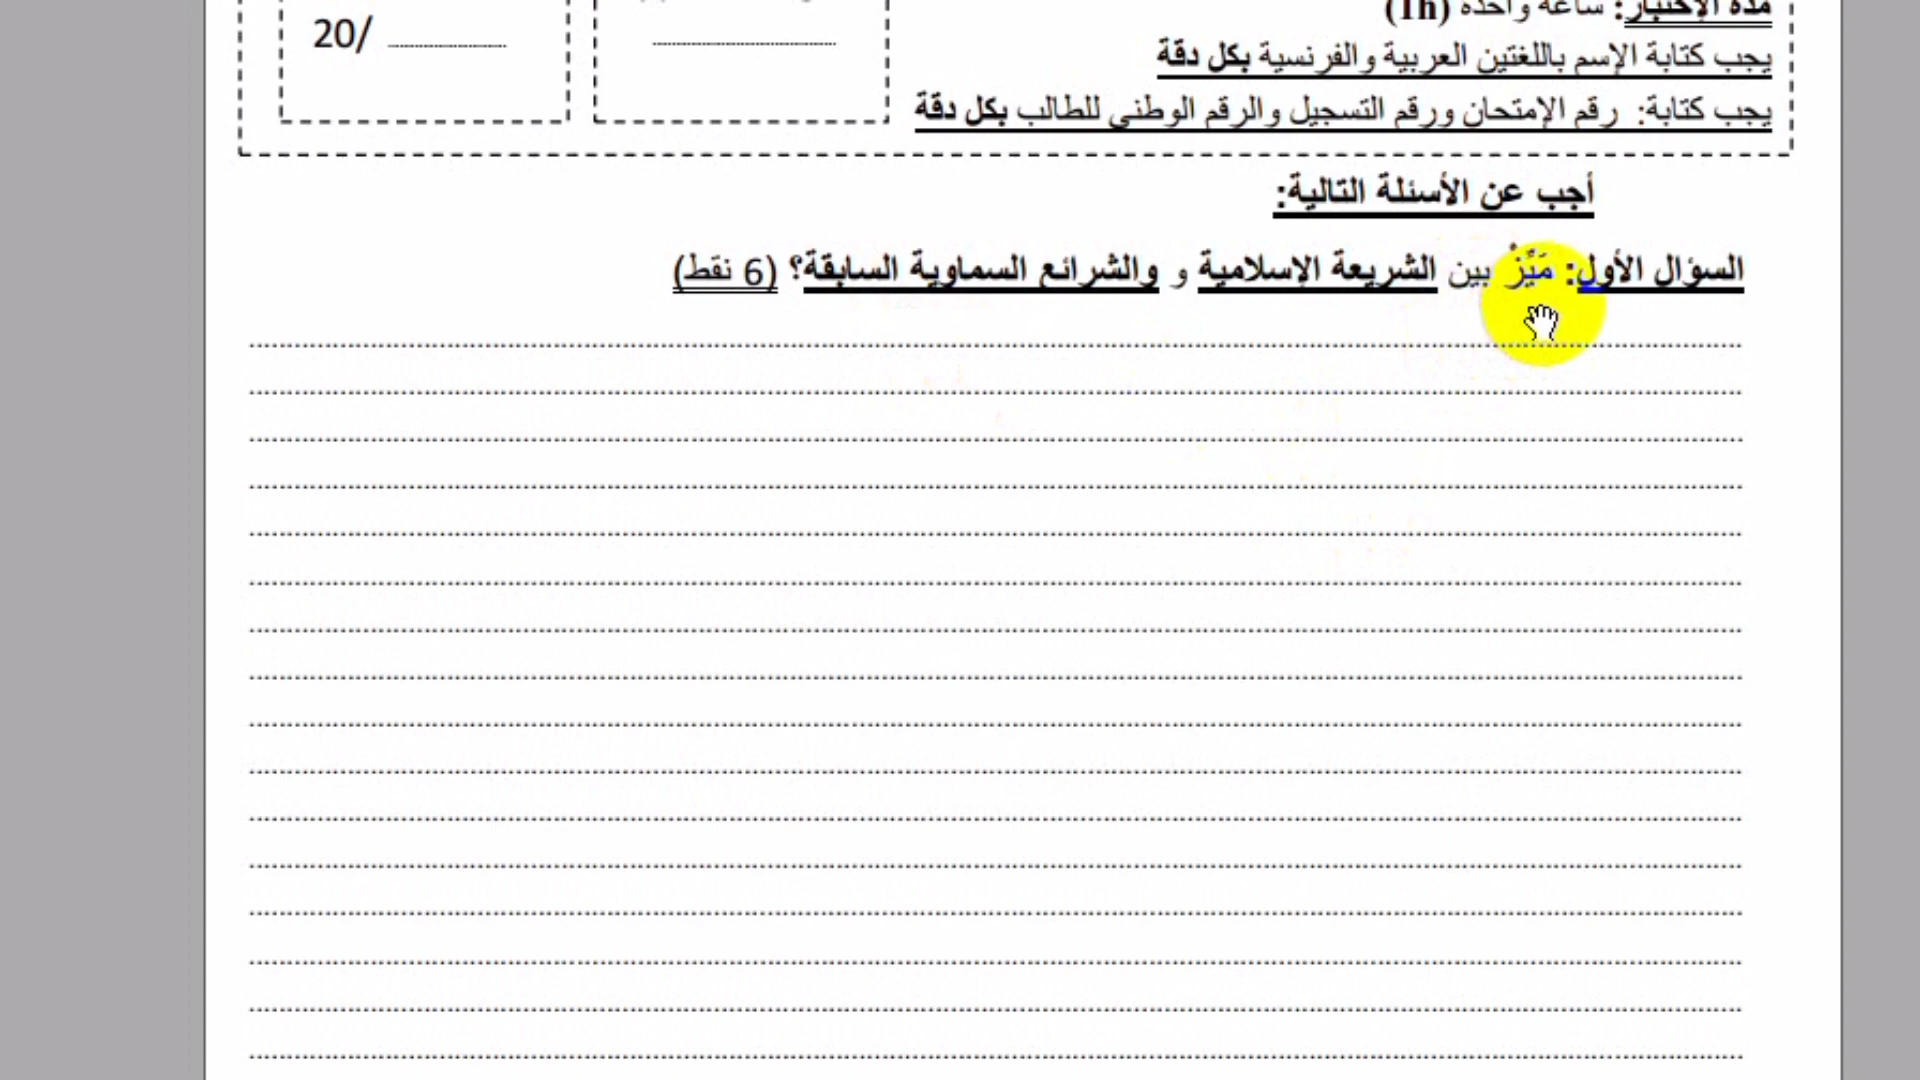 مدة الإختبار: ساعة واحدة (1h)
20/
يجب كتابة الإسم باللغتين العربية والفرنسية بكل دقة
يجب كتابة: رقم الإمتحان ورقم التسجيل والرقم الوطني للطالب بكل دقة
أجب عن الأسئلة التالية:
السؤال الأول: مَيِّزْ بين الشريعة الإسلامية و والشرائع السماوية السابقة؟ (6 نقط)